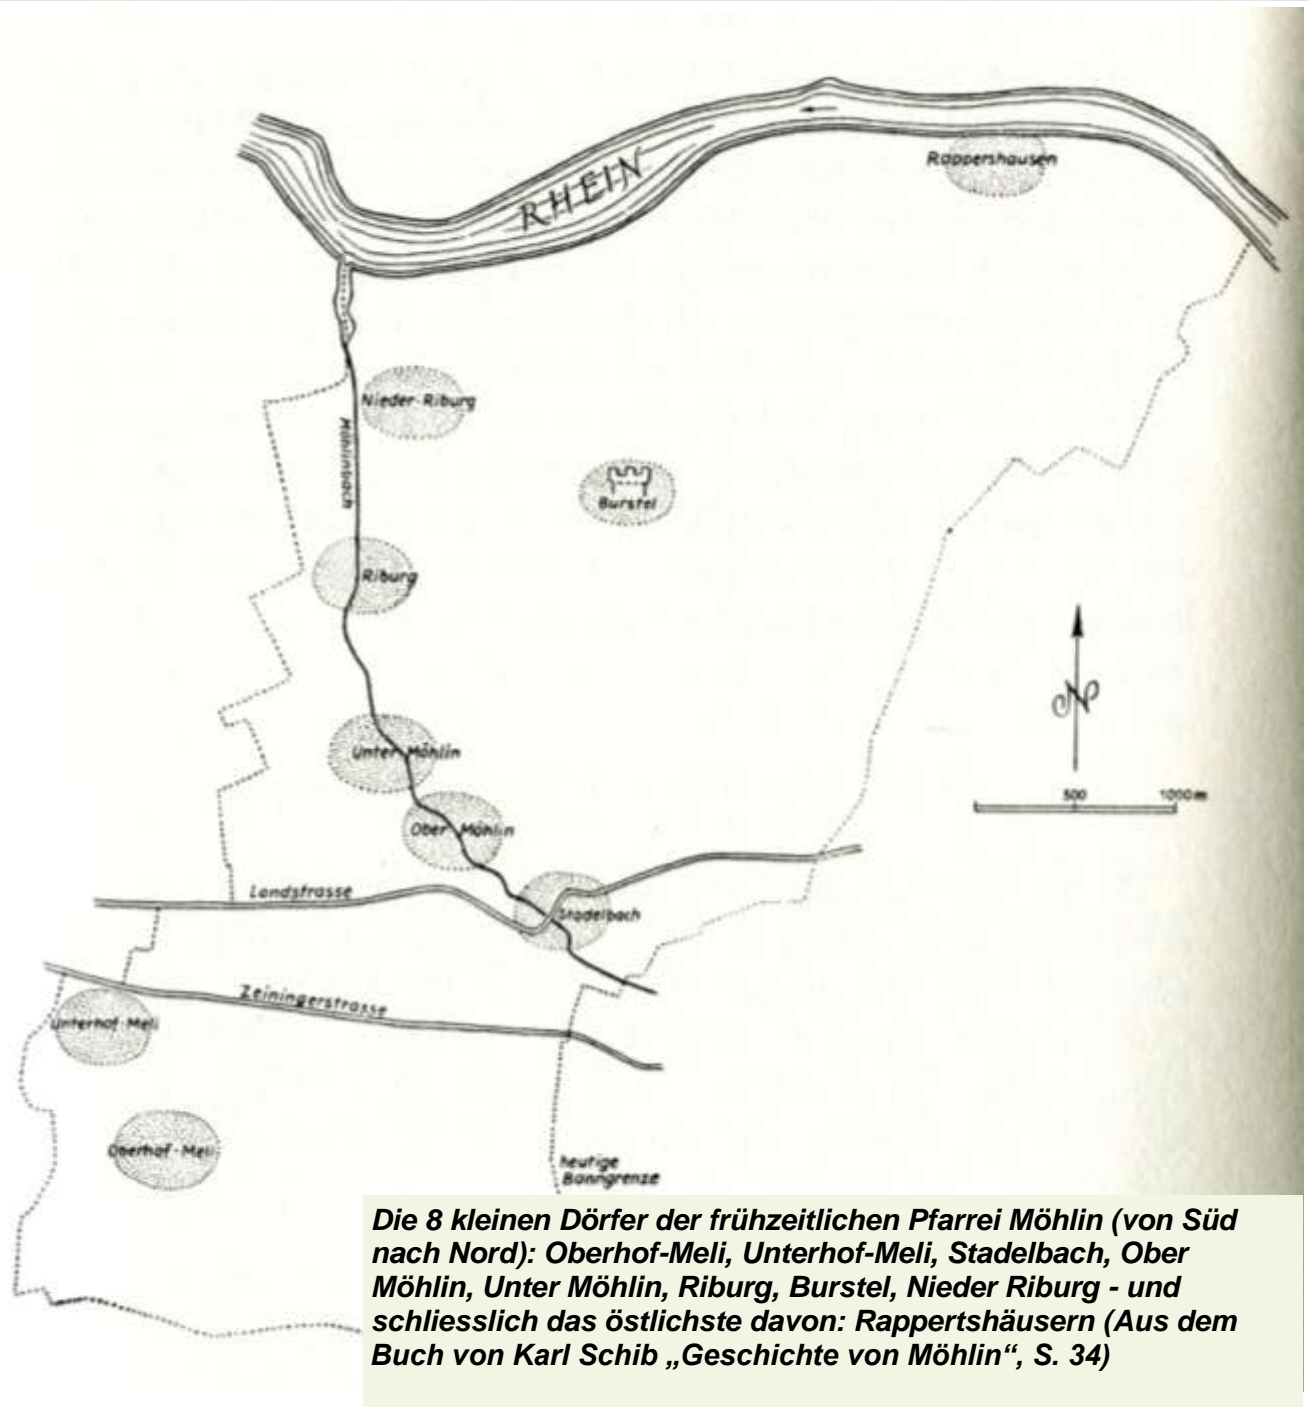 Rappershausen
RHEIN
Nieder-Riburg
Möhlinbach
Burstel
Riburg
N
Unter Möhlin
500 1000m
Ober Möhlin
Landstrasse
Stadelbach
Zeiningerstrasse
Unterhof-Meli
Oberhof-Meli
heutige
Banngrenze
Die 8 kleinen Dörfer der frühzeitlichen Pfarrei Möhlin (von Süd
nach Nord): Oberhof-Meli, Unterhof-Meli, Stadelbach, Ober
Möhlin, Unter Möhlin, Riburg, Burstel, Nieder Riburg - und
schliesslich das östlichste davon: Rappertshäusern (Aus dem
Buch von Karl Schib „Geschichte von Möhlin“, S. 34)